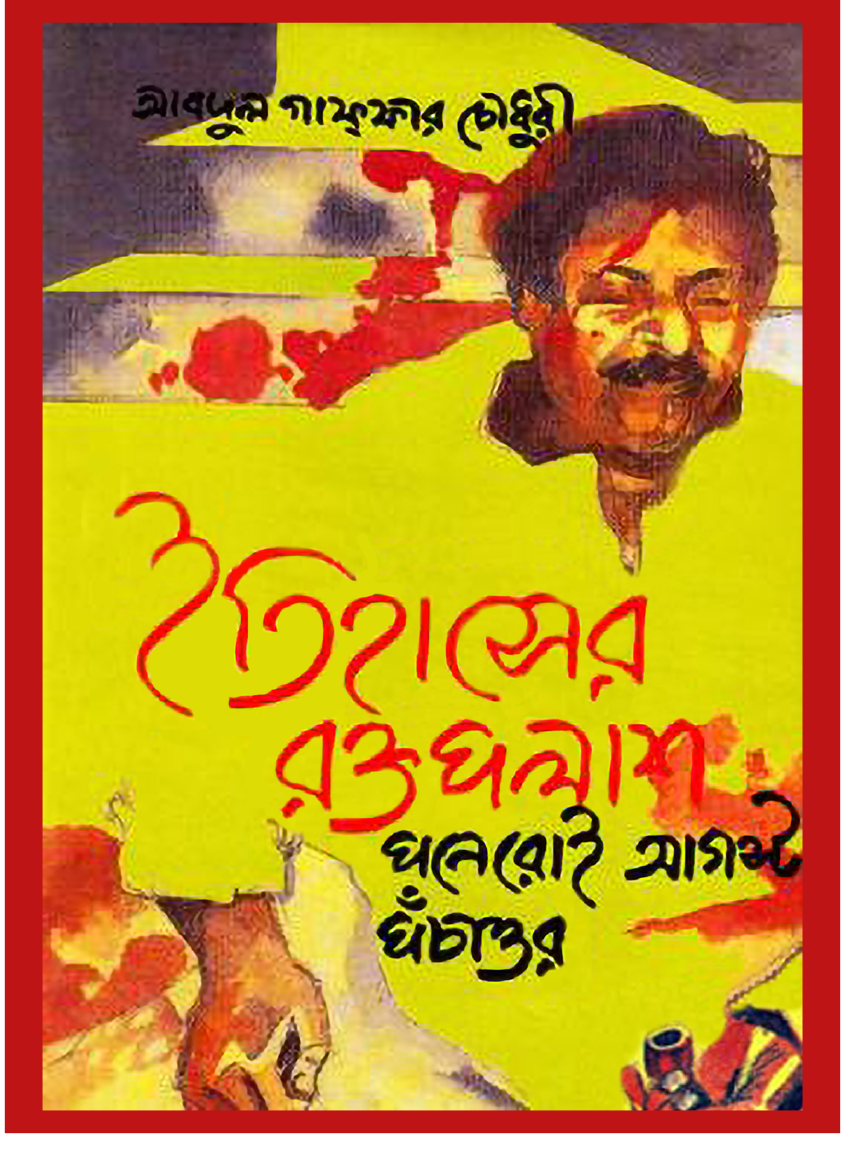 আবদুল গাফ্ফার চৌধুরী
ইতিহাসের
রক্তপলাশ
পনেরোই আগস্ট
পঁচাত্তর